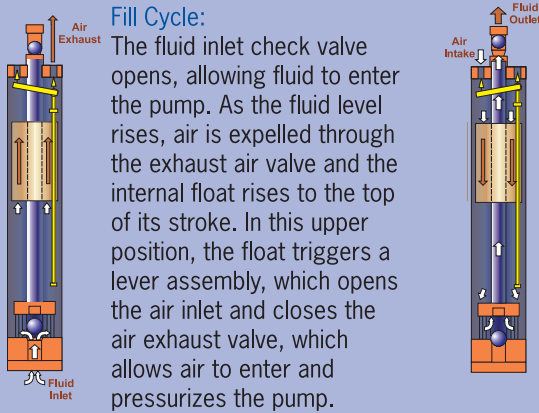 Air
Exhaust
Fluid
Inlet
Fill Cycle:
The fluid inlet check valve
opens, allowing fluid to enter
the pump. As the fluid level
rises, air is expelled through
the exhaust air valve and the
internal float rises to the top
of its stroke. In this upper
position, the float triggers a
lever assembly, which opens
the air inlet and closes the
air exhaust valve, which
allows air to enter and
pressurizes the pump.
Fluid
Outlet
Air
Intake